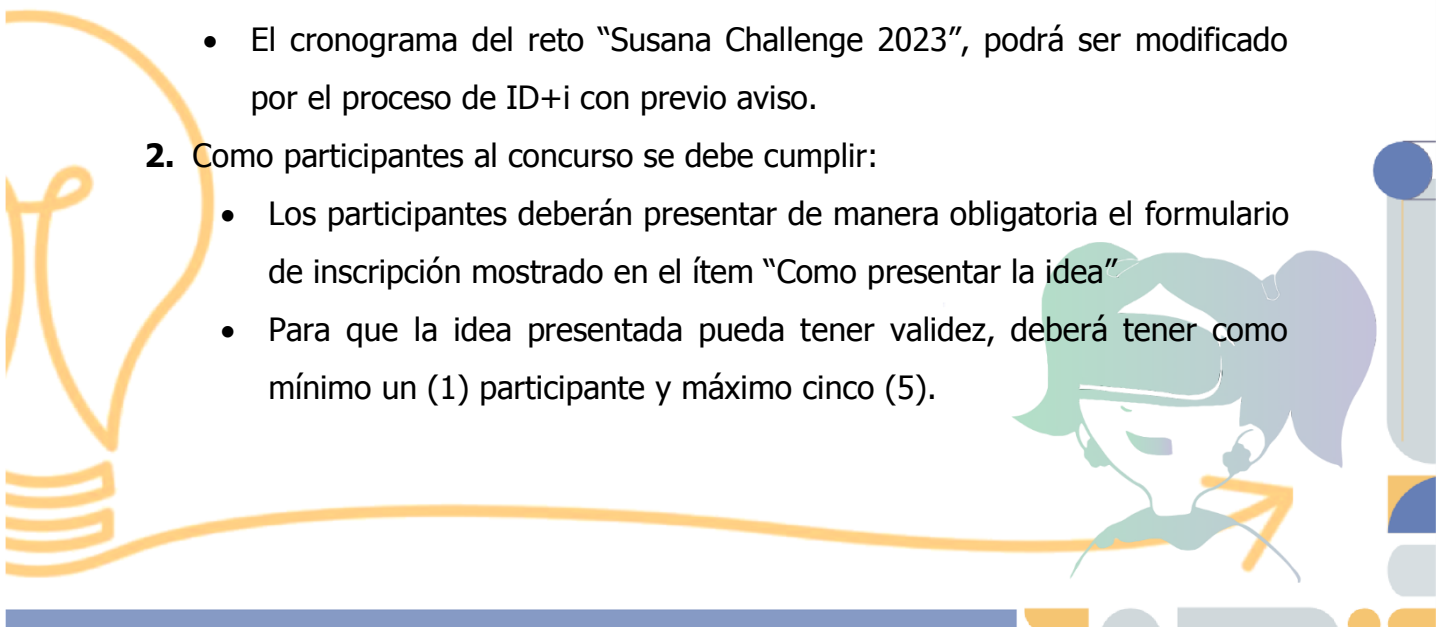 • El cronograma del reto “Susana Challenge 2023”, podrá ser modificado
por el proceso de ID+i con previo aviso.
2. Como participantes al concurso se debe cumplir:
• Los participantes deberán presentar de manera obligatoria el formulario
de inscripción mostrado en el ítem “Como presentar la idea”
• Para que la idea presentada pueda tener validez, deberá tener como
mínimo un (1) participante y máximo cinco (5).